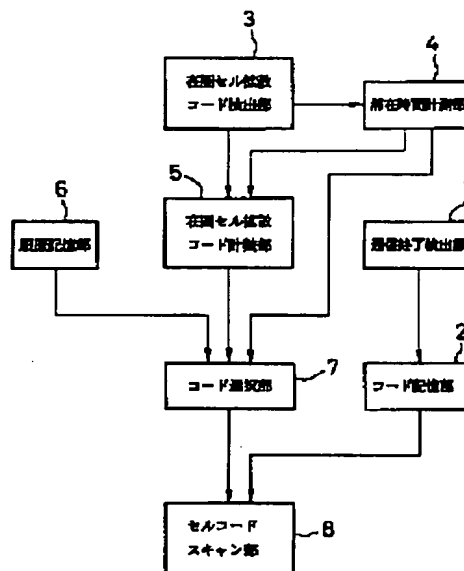 3
4
在圏セル拡散
コード検出部
滞在時間計測部
6
5
在圏セル拡散
コード計数部
履歴記憶部
通信終了検出部
2
コード選択部
7
コード記憶部
セルコード
スキャン部
8